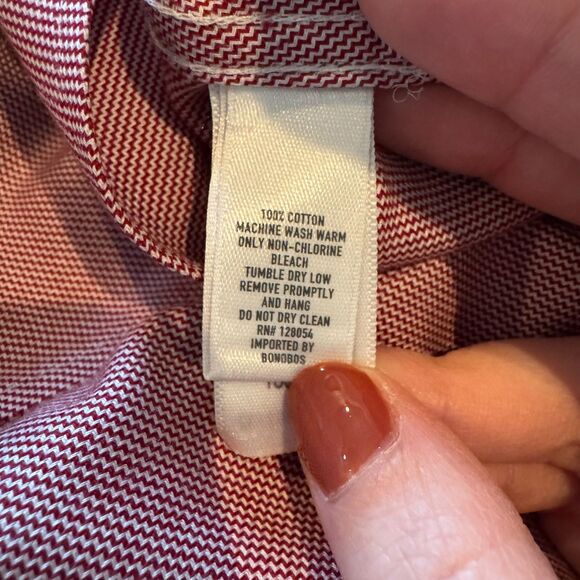 100% COTTON
MACHINE WASH WARM
ONLY NON-CHLORINE
BLEACH
TUMBLE DRY LOW
REMOVE PROMPTLY
AND HANG
DO NOT DRY CLEAN
RN# 128054
IMPORTED BY
BONOBOS